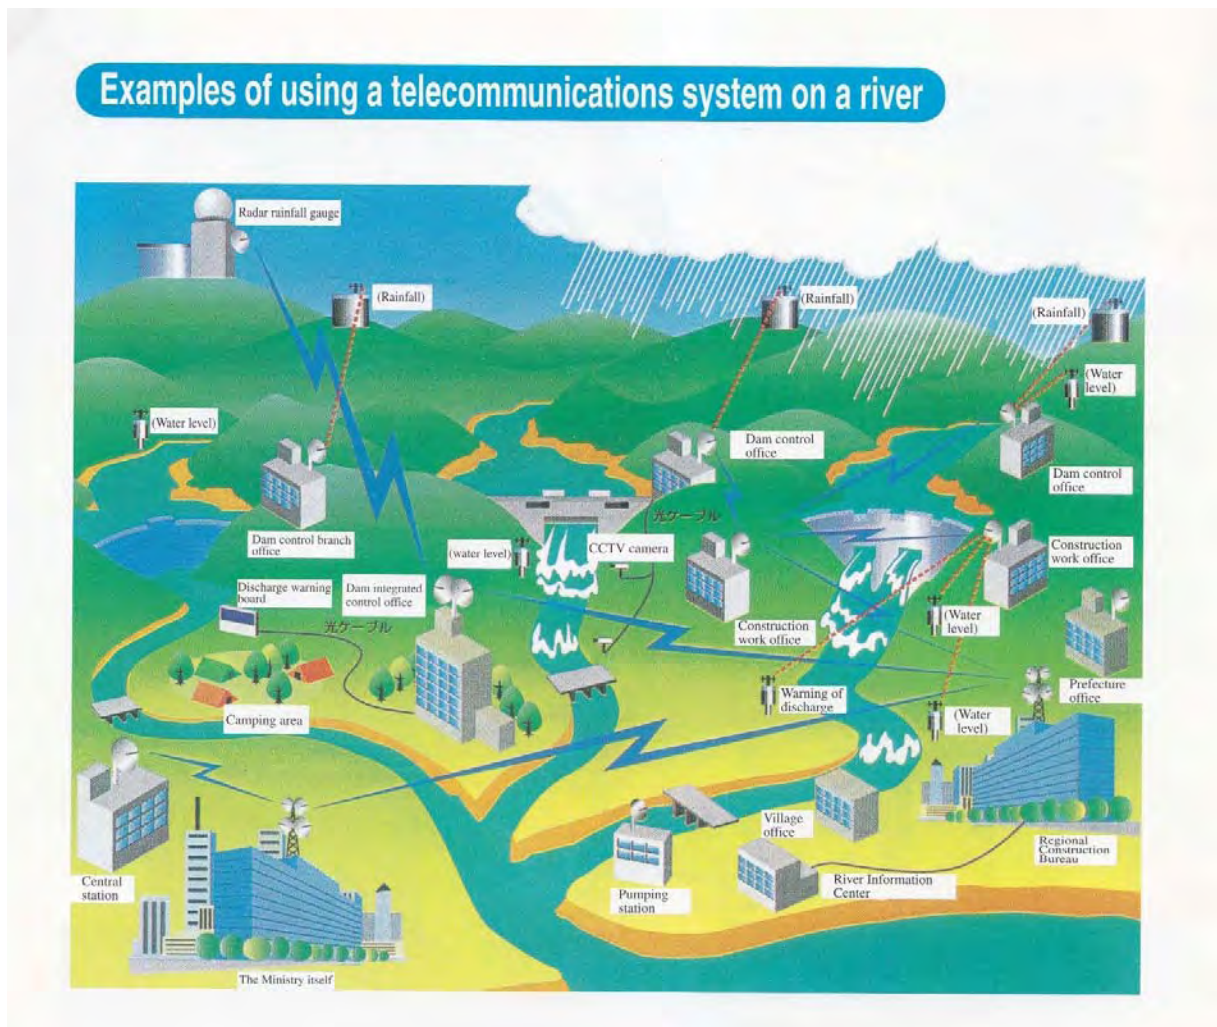 Examples of using a telecommunications system on a river
Radar rainfall gauge
(Rainfall)
(Rainfall)
(Rainfall)
(Water
level)
(Water level)
Dam control
office
Dam control
office
Dam control branch
office
光ケーブル
(water level)
CCTV camera
Construction
work office
Discharge warning
board
Dam integrated
control office
光ケーブル
Construction
work office
(Water
level)
Prefecture
office
Warning of
discharge
(Water
level)
Camping area
Village
office
Regional
Construction
Bureau
Central
station
Pumping
station
River Information
Center
The Ministry itself